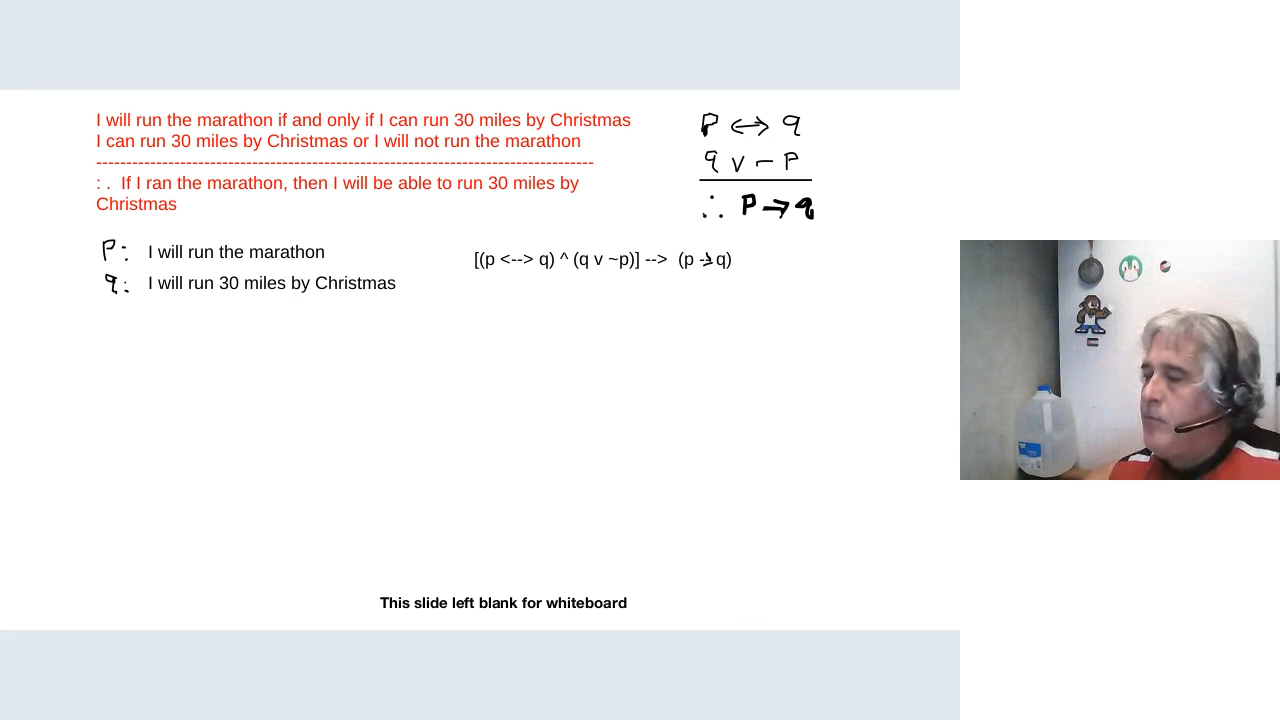 I will run the marathon if and only if I can run 30 miles by Christmas
I can run 30 miles by Christmas or I will not run the marathon
-----------------------------------------------------------------------------------
: . If I ran the marathon, then I will be able to run 30 miles by
Christmas
P ↔ q
q v ¬ P
∴ P → q
P: I will run the marathon
q: I will run 30 miles by Christmas
[(p <--> q) ^ (q v ~p)] --> (p -> q)
This slide left blank for whiteboard